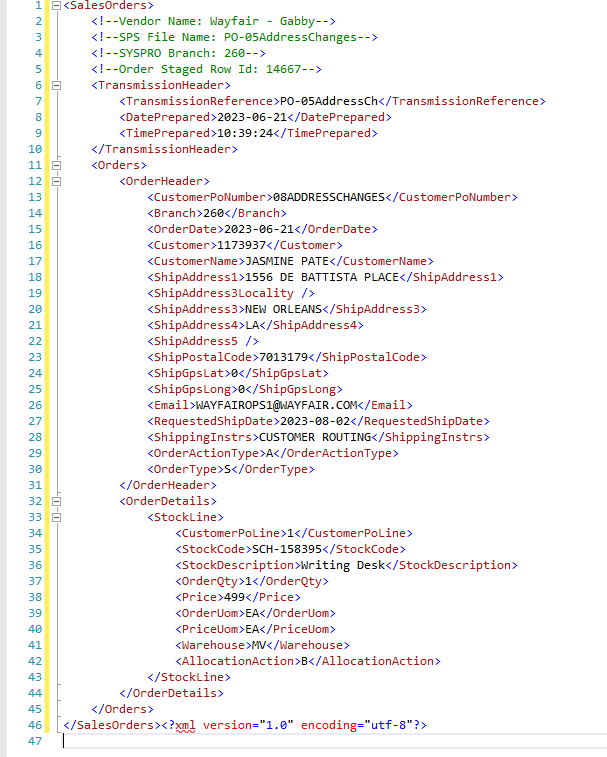 1 <SalesOrders>
2 <!--Vendor Name: Wayfair - Gabby-->
3 <!--SPS File Name: PO-05AddressChanges-->
4 <!--SYSPRO Branch: 260-->
5 <!--Order Staged Row Id: 14667-->
6 <TransmissionHeader>
7 <TransmissionReference>PO-05AddressCh</TransmissionReference>
8 <DatePrepared>2023-06-21</DatePrepared>
9 <TimePrepared>10:39:24</TimePrepared>
10 </TransmissionHeader>
11 <Orders>
12 <OrderHeader>
13 <CustomerPoNumber>08ADDRESSCHANGES</CustomerPoNumber>
14 <Branch>260</Branch>
15 <OrderDate>2023-06-21</OrderDate>
16 <Customer>1173937</Customer>
17 <CustomerName>JASMINE PATE</CustomerName>
18 <ShipAddress1>1556 DE BATTISTA PLACE</ShipAddress1>
19 <ShipAddress3Locality />
20 <ShipAddress3>NEW ORLEANS</ShipAddress3>
21 <ShipAddress4>LA</ShipAddress4>
22 <ShipAddress5 />
23 <ShipPostalCode>7013179</ShipPostalCode>
24 <ShipGpsLat>0</ShipGpsLat>
25 <ShipGpsLong>0</ShipGpsLong>
26 <Email>WAYFAIROPS1@WAYFAIR.COM</Email>
27 <RequestedShipDate>2023-08-02</RequestedShipDate>
28 <ShippingInstrs>CUSTOMER ROUTING</ShippingInstrs>
29 <OrderActionType>A</OrderActionType>
30 <OrderType>S</OrderType>
31 </OrderHeader>
32 <OrderDetails>
33 <StockLine>
34 <CustomerPoLine>1</CustomerPoLine>
35 <StockCode>SCH-158395</StockCode>
36 <StockDescription>Writing Desk</StockDescription>
37 <OrderQty>1</OrderQty>
38 <Price>499</Price>
39 <OrderUom>EA</OrderUom>
40 <PriceUom>EA</PriceUom>
41 <Warehouse>MV</Warehouse>
42 <AllocationAction>B</AllocationAction>
43 </StockLine>
44 </OrderDetails>
45 </Orders>
46 </SalesOrders><?xml version="1.0" encoding="utf-8"?>
47